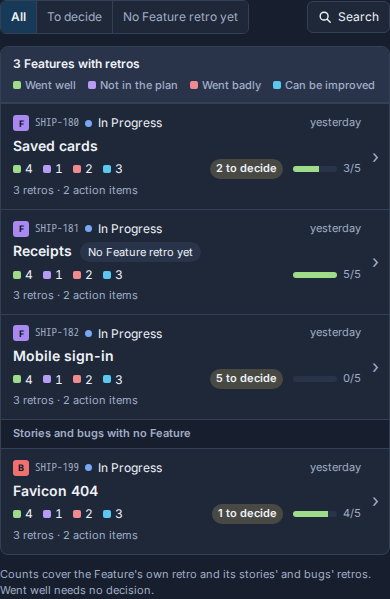 All To decide No Feature retro yet Search
3 Features with retros
Went well Not in the plan Went badly Can be improved
F SHIP-180 In Progress yesterday
Saved cards
4 1 2 3 2 to decide 3/5
3 retros · 2 action items
F SHIP-181 In Progress yesterday
Receipts No Feature retro yet
4 1 2 3 5/5
3 retros · 2 action items
F SHIP-182 In Progress yesterday
Mobile sign-in
4 1 2 3 5 to decide 0/5
3 retros · 2 action items
Stories and bugs with no Feature
B SHIP-199 In Progress yesterday
Favicon 404
4 1 2 3 1 to decide 4/5
3 retros · 2 action items
Counts cover the Feature's own retro and its stories' and bugs' retros.
Went well needs no decision.